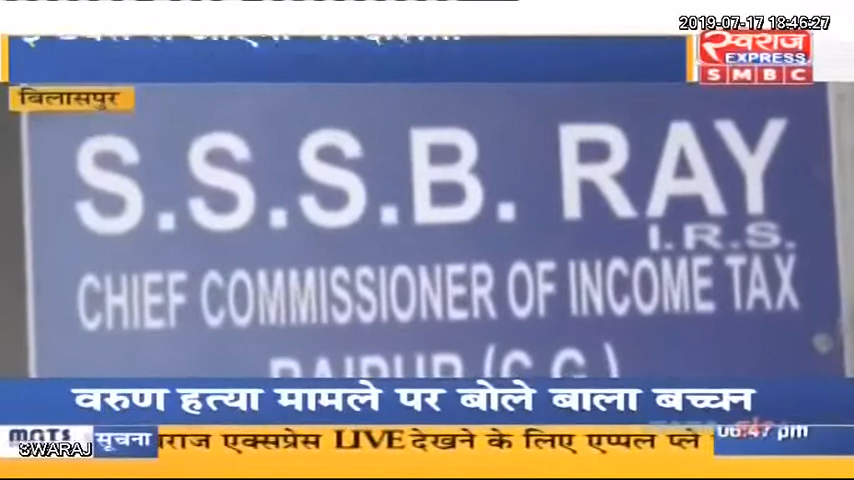 2019-07-17 18:46:27
स्वराज
EXPRESS
SMBC
बिलासपुर
S.S.S.B. RAY
I.R.S.
CHIEF COMMISSIONER OF INCOME TAX
RAIPUR (C.G.)
वरुण हत्या मामले पर बोले बाला बच्चन
SWARAJ
सूचना
राज एक्सप्रेस LIVE देखने के लिए एप्पल प्ले
06:47 pm